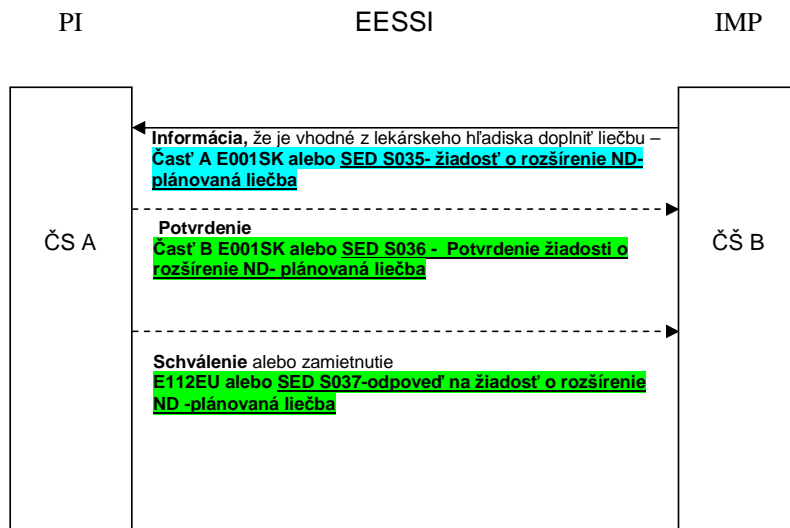 PI EESSI IMP
Informácia, že je vhodné z lekárskeho hľadiska doplniť liečbu –
Časť A E001SK alebo SED S035- žiadosť o rozšírenie ND-
plánovaná liečba
ČS A
ČŠ B
Potvrdenie
Časť B E001SK alebo SED S036 - Potvrdenie žiadosti o
rozšírenie ND- plánovaná liečba
Schválenie alebo zamietnutie
E112EU alebo SED S037-odpoveď na žiadosť o rozšírenie
ND -plánovaná liečba